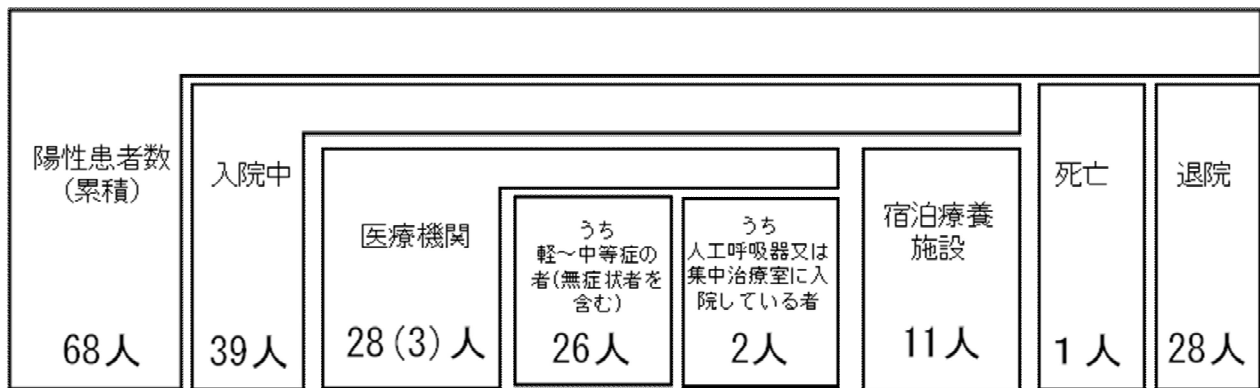 陽性患者数
(累積)
68人
入院中
39人
医療機関
28(3)人
うち
軽～中等症の
者(無症状者を
含む)
26人
うち
人工呼吸器又は
集中治療室に入
院している者
2人
宿泊療養
施設
11人
死亡
1人
退院
28人